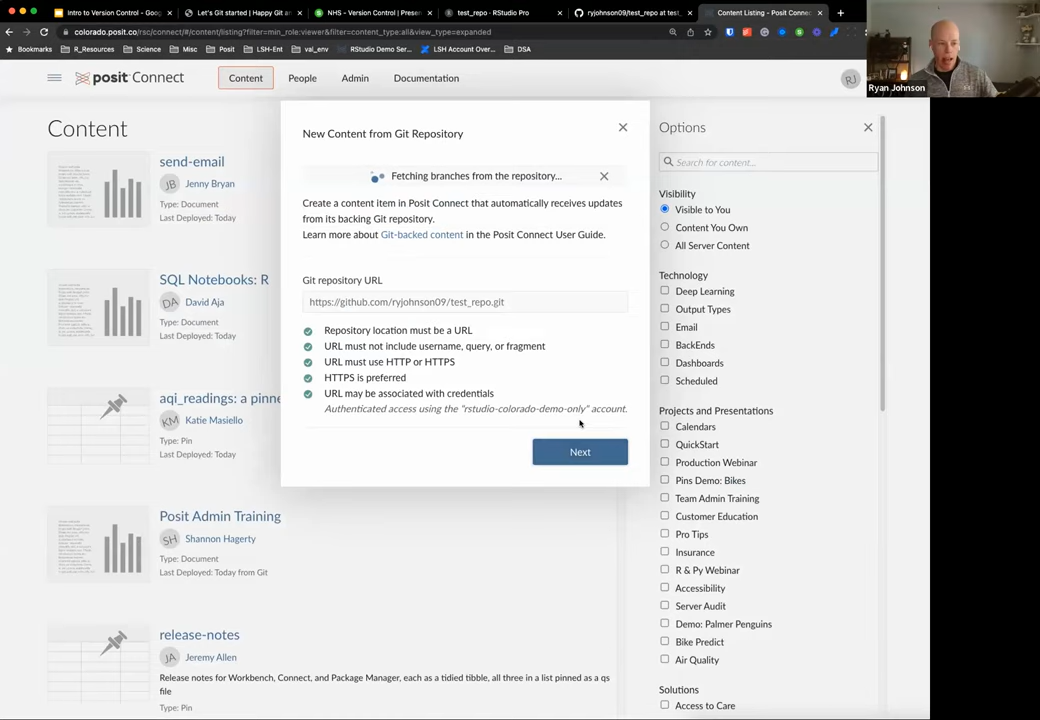 Intro to Version Control - Goog
Let's Git started | Happy Git an
NHS - Version Control | Presen
test_repo - RStudio Pro
ryjohnson09/test_repo at test_
Content Listing - Posit Connec
colorado.posit.co/rsc/connect/#/content/listing?filter=min_role:viewer&filter=content_type:all&view_type=expanded
Bookmarks
R_Resources
Science
Misc
Posit
LSH-Ent
val_env
RStudio Demo Ser...
LSH Account Over...
DSA
Ryan Johnson
posit Connect
Content
People
Admin
Documentation
RJ
Content
send-email
JB Jenny Bryan
Type: Document
Last Deployed: Today
SQL Notebooks: R
DA David Aja
Type: Document
Last Deployed: Today
aqi_readings: a pinne
KM Katie Masiello
Type: Pin
Last Deployed: Today
Posit Admin Training
SH Shannon Hagerty
Type: Document
Last Deployed: Today from Git
release-notes
JA Jeremy Allen
Release notes for Workbench, Connect, and Package Manager, each as a tidied tibble, all three in a list pinned as a qs
file
Type: Pin
New Content from Git Repository
Fetching branches from the repository...
Create a content item in Posit Connect that automatically receives updates
from its backing Git repository.
Learn more about Git-backed content in the Posit Connect User Guide.
Git repository URL
https://github.com/ryjohnson09/test_repo.git
Repository location must be a URL
URL must not include username, query, or fragment
URL must use HTTP or HTTPS
HTTPS is preferred
URL may be associated with credentials
Authenticated access using the "rstudio-colorado-demo-only" account.
Next
Options
Search for content...
Visibility
Visible to You
Content You Own
All Server Content
Technology
Deep Learning
Output Types
Email
BackEnds
Dashboards
Scheduled
Projects and Presentations
Calendars
QuickStart
Production Webinar
Pins Demo: Bikes
Team Admin Training
Customer Education
Pro Tips
Insurance
R & Py Webinar
Accessibility
Server Audit
Demo: Palmer Penguins
Bike Predict
Air Quality
Solutions
Access to Care